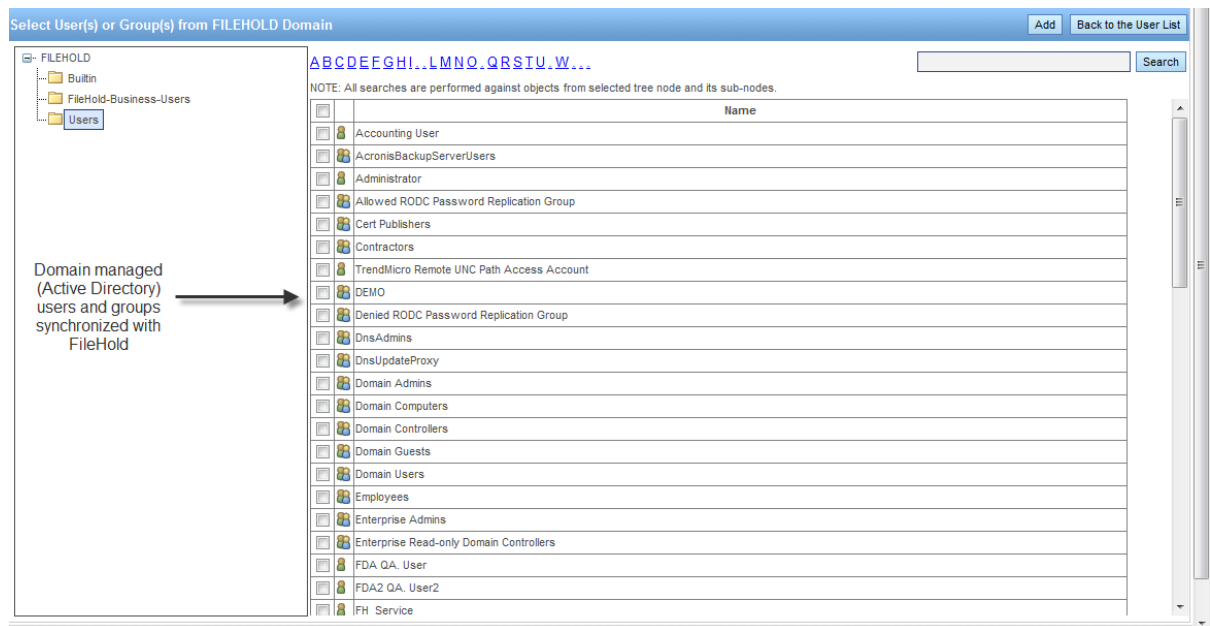 Select User(s) or Group(s) from FILEHOLD Domain
Add
Back to the User List
FILEHOLD
Builtin
FileHold-Business-Users
Users
A B C D E F G H I . . L M N O . Q R S T U . W . . .
Search
NOTE: All searches are performed against objects from selected tree node and its sub-nodes.
Name
Accounting User
AcronisBackupServerUsers
Administrator
Allowed RODC Password Replication Group
Cert Publishers
Contractors
TrendMicro Remote UNC Path Access Account
DEMO
Denied RODC Password Replication Group
DnsAdmins
DnsUpdateProxy
Domain Admins
Domain Computers
Domain Controllers
Domain Guests
Domain Users
Employees
Enterprise Admins
Enterprise Read-only Domain Controllers
FDA QA. User
FDA2 QA. User2
FH_Service
Domain managed
(Active Directory)
users and groups
synchronized with
FileHold